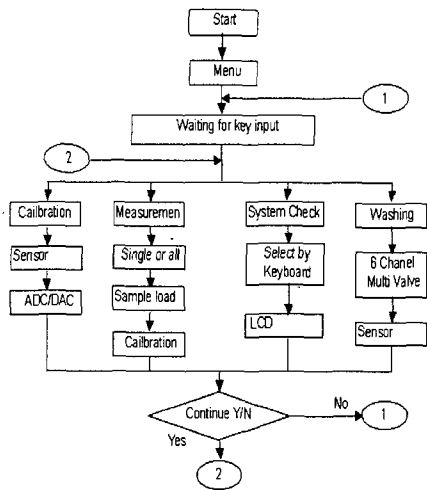 Start
Menu
1
Waiting for key input
2
Cailbration
Sensor
ADC/DAC
Measuremen
Single or all
Sample load
Cailbration
System Check
Select by
Keyboard
LCD
Washing
6 Chanel
Multi Valve
Sensor
Continue Y/N
No
1
Yes
2